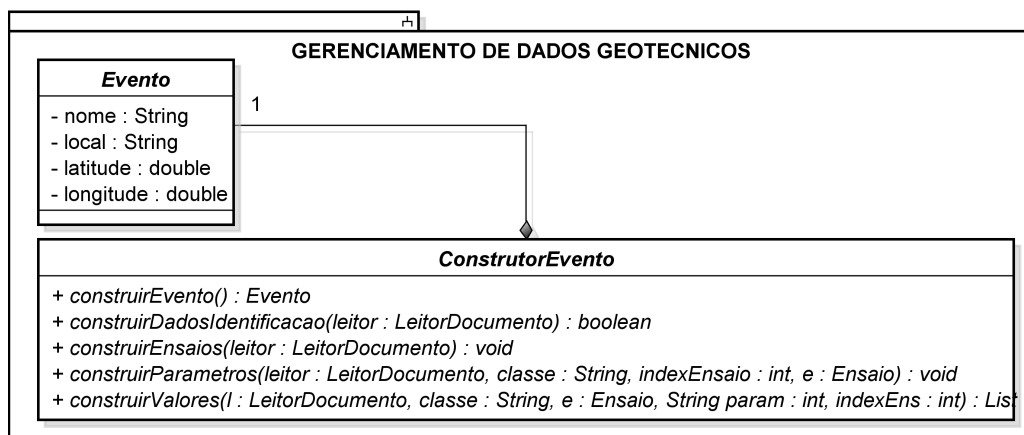 GERENCIAMENTO DE DADOS GEOTECNICOS
Evento
- nome : String
- local : String
- latitude : double
- longitude : double
1
ConstrutorEvento
+ construirEvento() : Evento
+ construirDadosIdentificacao(leitor : LeitorDocumento) : boolean
+ construirEnsaios(leitor : LeitorDocumento) : void
+ construirParametros(leitor : LeitorDocumento, classe : String, indexEnsaio : int, e : Ensaio) : void
+ construirValores(l : LeitorDocumento, classe : String, e : Ensaio, String param : int, indexEns : int) : List